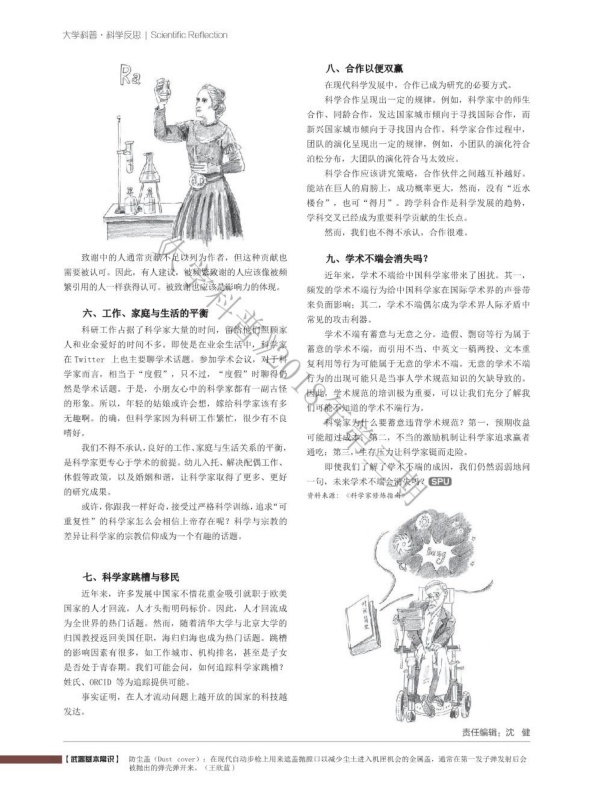 大学科普·科学反思 | Scientific Reflection
Ra
致谢中的人通常贡献不足以列为作者，但这种贡献也
需要被认可。因此，有人建议，被频繁致谢的人应该像被频
繁引用的人一样获得认可。被致谢也应该是影响力的体现。
六、工作、家庭与生活的平衡
科研工作占据了科学家大量的时间，留给他们照顾家
人和业余爱好的时间不多。即使是在业余生活中，科学家
在 Twitter 上也主要聊学术话题。参加学术会议，对于科
学家而言，相当于“度假”，只不过，“度假”时聊得仍
然是学术话题。于是，小朋友心中的科学家都有一副古怪
的形象。所以，年轻的姑娘或许会想，嫁给科学家该有多
无趣啊。的确，但科学家因为科研工作繁忙，很少有不良
嗜好。
我们不得不承认，良好的工作、家庭与生活关系的平衡，
是科学家更专心于学术的前提。幼儿入托、解决配偶工作、
休假等政策，以及婚姻和谐，让科学家取得了更多、更好
的研究成果。
或许，你跟我一样好奇，接受过严格科学训练，追求“可
重复性”的科学家怎么会相信上帝存在呢？科学与宗教的
差异让科学家的宗教信仰成为一个有趣的话题。
七、科学家跳槽与移民
近年来，许多发展中国家不惜花重金吸引就职于欧美
国家的人才回流，人才头衔明码标价。因此，人才回流成
为全世界的热门话题。然而，随着清华大学与北京大学的
归国教授返回美国任职，海归归海也成为热门话题。跳槽
的影响因素有很多，如工作城市、机构排名，甚至是子女
是否处于青春期。我们可能会问，如何追踪科学家跳槽？
姓氏、ORCID 等为追踪提供可能。
事实证明，在人才流动问题上越开放的国家的科技越
发达。
八、合作以便双赢
在现代科学发展中，合作已成为研究的必要方式。
科学合作呈现出一定的规律。例如，科学家中的师生
合作、同龄合作，发达国家城市倾向于寻找国际合作，而
新兴国家城市倾向于寻找国内合作。科学家合作过程中，
团队的演化呈现出一定的规律，例如，小团队的演化符合
泊松分布，大团队的演化符合马太效应。
科学合作应该讲究策略，合作伙伴之间越互补越好。
能站在巨人的肩膀上，成功概率更大，然而，没有“近水
楼台”，也可“得月”。跨学科合作是科学发展的趋势，
学科交叉已经成为重要科学贡献的生长点。
然而，我们也不得不承认，合作很难。
九、学术不端会消失吗？
近年来，学术不端给中国科学家带来了困扰。其一，
频发的学术不端行为给中国科学家在国际学术界的声誉带
来负面影响；其二，学术不端偶尔成为学术界人际矛盾中
常见的攻击利器。
学术不端有蓄意与无意之分。造假、剽窃等行为属于
蓄意的学术不端，而引用不当、中英文一稿两投、文本重
复利用等行为可能属于无意的学术不端。无意的学术不端
行为的出现可能只是当事人学术规范知识的欠缺导致的。
因此，学术规范的培训极为重要，可以让我们充分了解我
们可能不知道的学术不端行为。
科学家为什么要蓄意违背学术规范？第一，预期收益
可能超过成本；第二，不当的激励机制让科学家追求赢者
通吃；第三，生存压力让科学家铤而走险。
即使我们了解了学术不端的成因，我们仍然弱弱地问
一句，未来学术不端会消失吗？ SPU
资料来源：《科学家修炼指南》
《大学科普》2018年第三期
责任编辑：沈 健
【武器基本常识】 防尘盖（Dust cover）：在现代自动步枪上用来遮盖抛膛口以减少尘土进入机匣机会的金属盖，通常在第一发子弹发射后会
被抛出的弹壳弹开来。（王欣蓝）